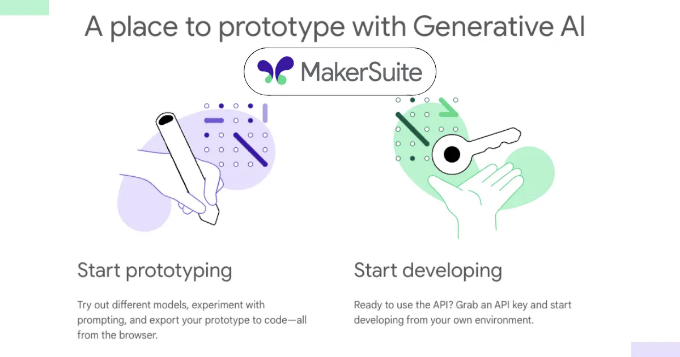 A place to prototype with Generative AI
MakerSuite
Start prototyping
Try out different models, experiment with
prompting, and export your prototype to code—all
from the browser.
Start developing
Ready to use the API? Grab an API key and start
developing from your own environment.